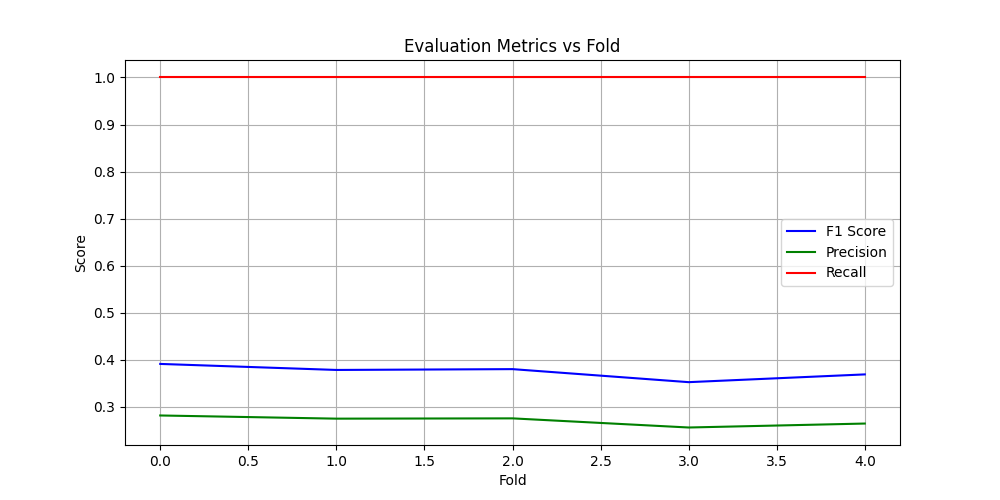 Evaluation Metrics vs Fold
Score
1.0
0.9
0.8
0.7
0.6
0.5
0.4
0.3
F1 Score
Precision
Recall
0.0 0.5 1.0 1.5 2.0 2.5 3.0 3.5 4.0
Fold